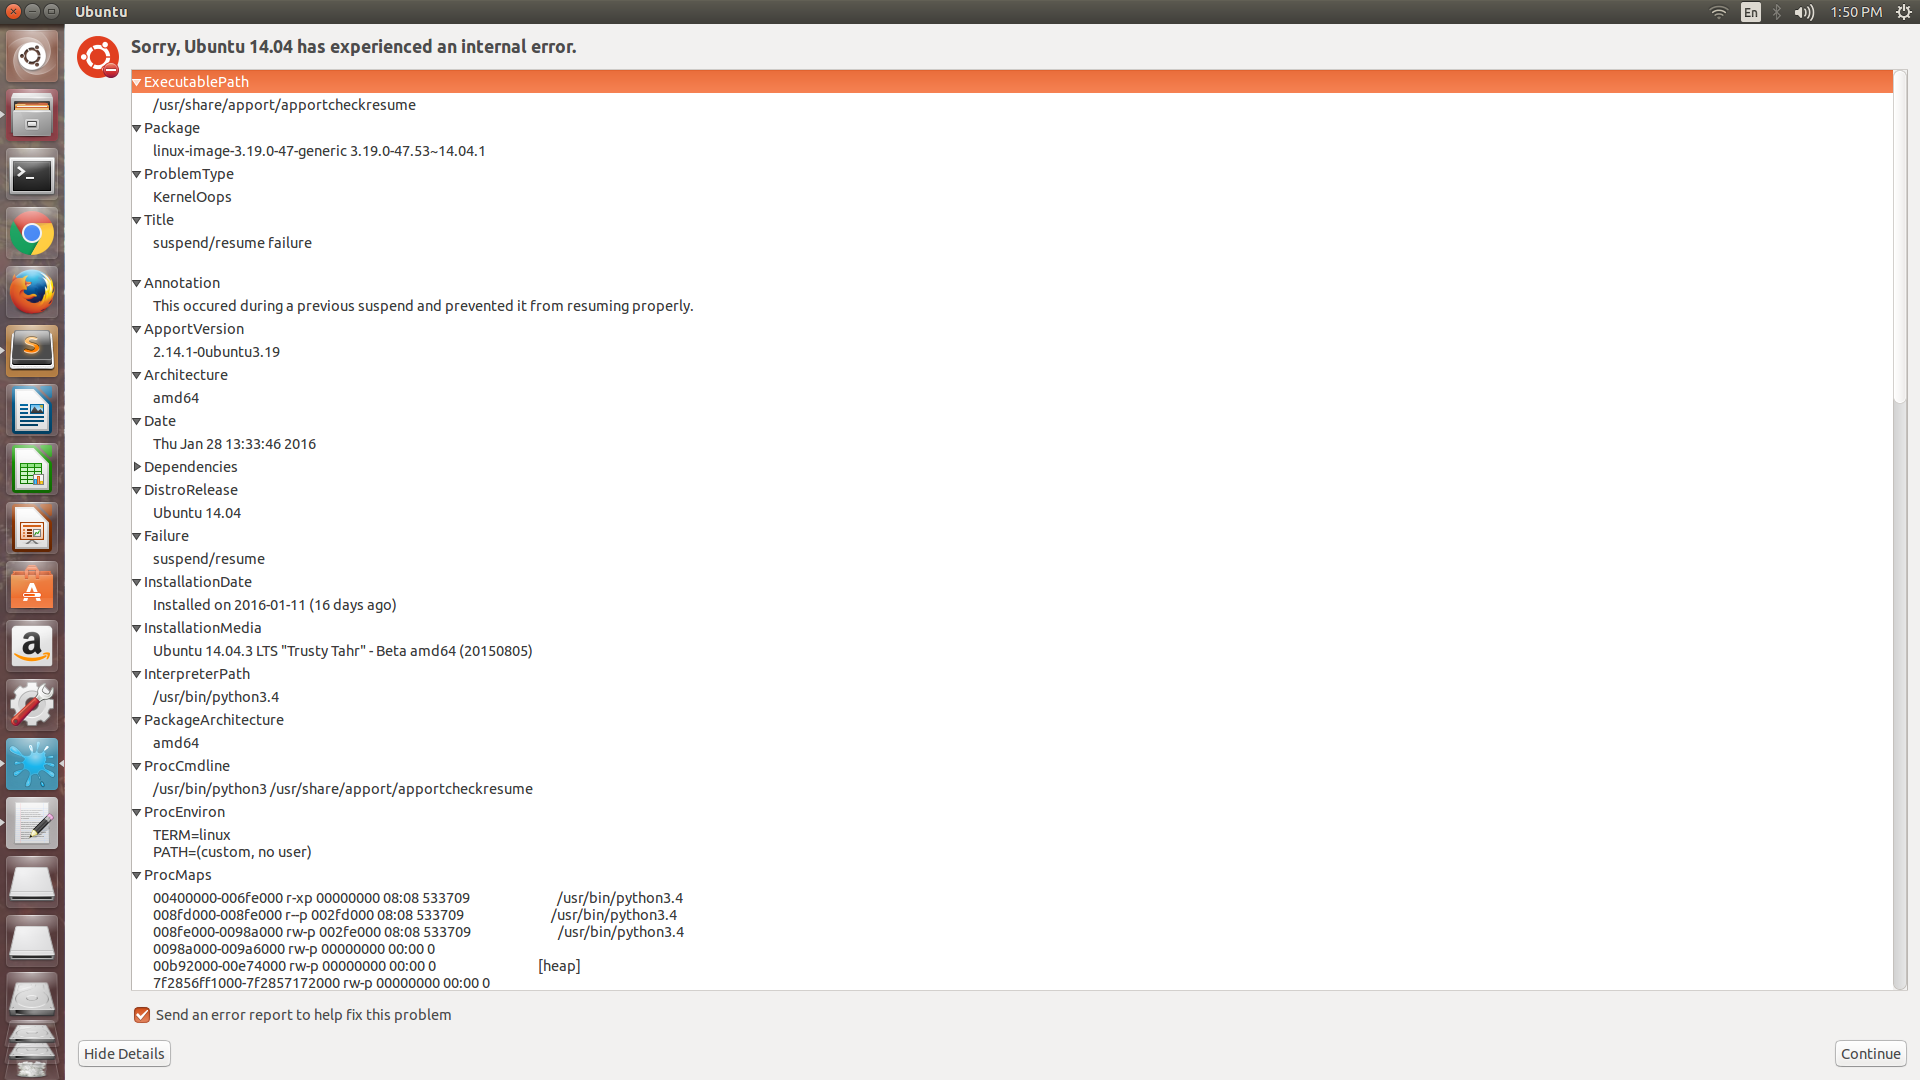 Ubuntu
En
1:50 PM
Sorry, Ubuntu 14.04 has experienced an internal error.
ExecutablePath
/usr/share/apport/apportcheckresume
Package
linux-image-3.19.0-47-generic 3.19.0-47.53~14.04.1
ProblemType
KernelOops
Title
suspend/resume failure
Annotation
This occured during a previous suspend and prevented it from resuming properly.
ApportVersion
2.14.1-0ubuntu3.19
Architecture
amd64
Date
Thu Jan 28 13:33:46 2016
Dependencies
DistroRelease
Ubuntu 14.04
Failure
suspend/resume
InstallationDate
Installed on 2016-01-11 (16 days ago)
InstallationMedia
Ubuntu 14.04.3 LTS "Trusty Tahr" - Beta amd64 (20150805)
InterpreterPath
/usr/bin/python3.4
PackageArchitecture
amd64
ProcCmdline
/usr/bin/python3 /usr/share/apport/apportcheckresume
ProcEnviron
TERM=linux
PATH=(custom, no user)
ProcMaps
00400000-006fe000 r-xp 00000000 08:08 533709 /usr/bin/python3.4
008fd000-008fe000 r--p 002fd000 08:08 533709 /usr/bin/python3.4
008fe000-0098a000 rw-p 002fe000 08:08 533709 /usr/bin/python3.4
0098a000-009a6000 rw-p 00000000 00:00 0
00b92000-00e74000 rw-p 00000000 00:00 0 [heap]
7f2856ff1000-7f2857172000 rw-p 00000000 00:00 0
Send an error report to help fix this problem
Hide Details
Continue